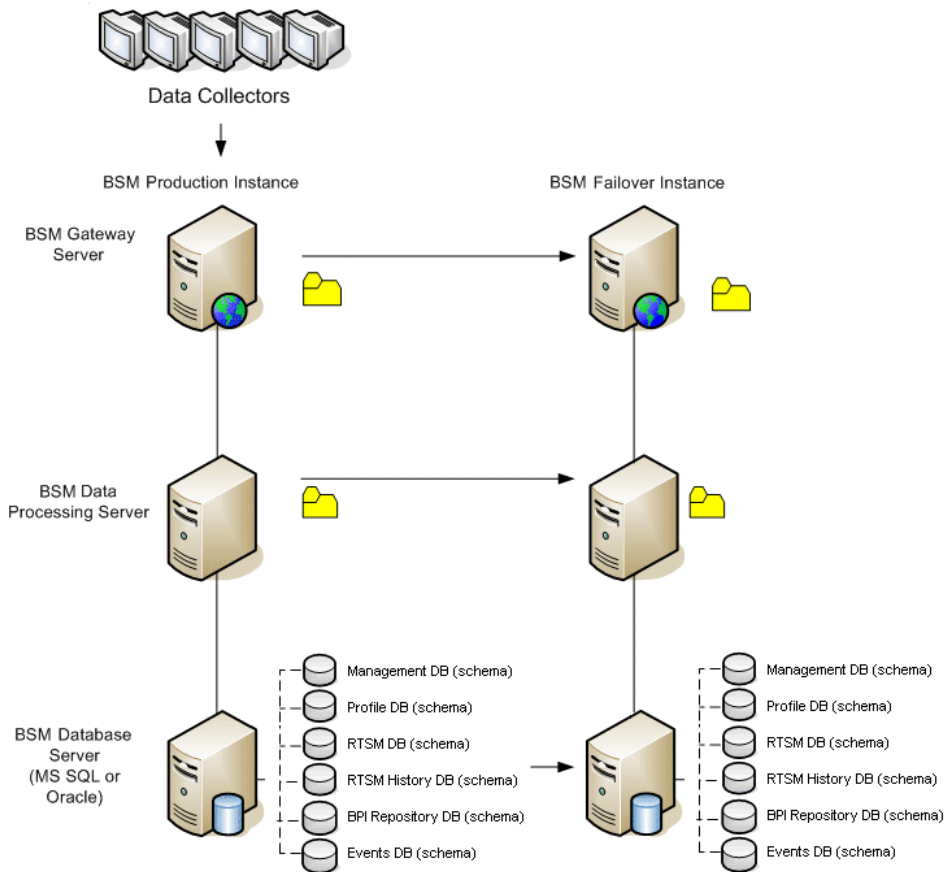 Data Collectors
BSM Production Instance
BSM Failover Instance
BSM Gateway
Server
BSM Data
Processing Server
BSM Database
Server
(MS SQL or
Oracle)
Management DB (schema)
Profile DB (schema)
RTSM DB (schema)
RTSM History DB (schema)
BPI Repository DB (schema)
Events DB (schema)
Management DB (schema)
Profile DB (schema)
RTSM DB (schema)
RTSM History DB (schema)
BPI Repository DB (schema)
Events DB (schema)